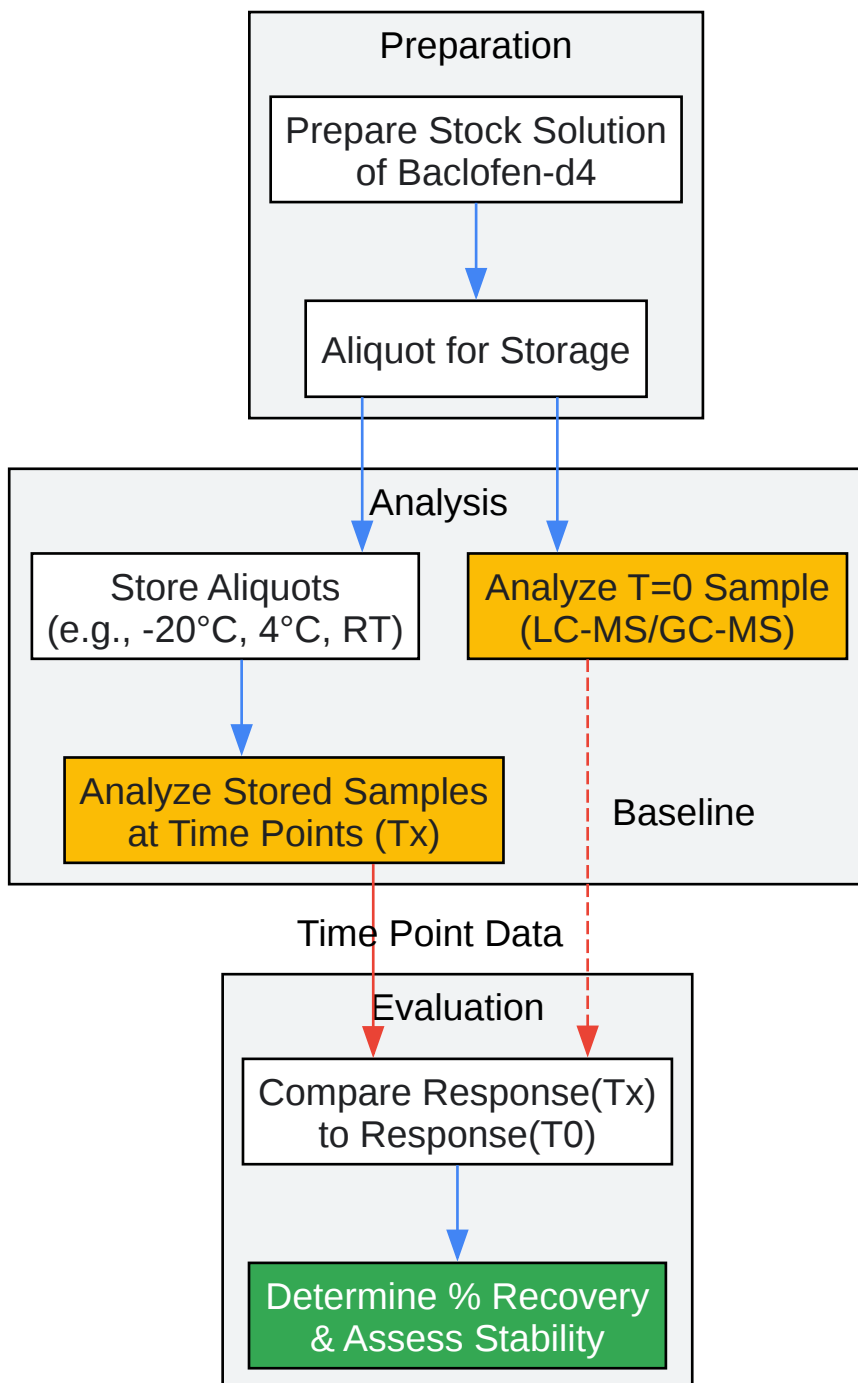 Preparation
Prepare Stock Solution
of Baclofen-d4
Aliquot for Storage
Analysis
Store Aliquots
(e.g., -20°C, 4°C, RT)
Analyze T=0 Sample
(LC-MS/GC-MS)
Analyze Stored Samples
at Time Points (Tx)
Baseline
Time Point Data
Evaluation
Compare Response(Tx)
to Response(T0)
Determine % Recovery
& Assess Stability